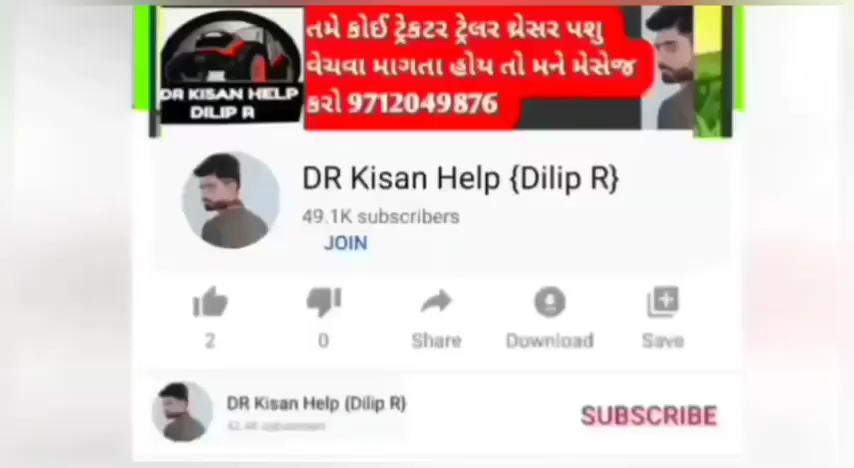 તમે કોઈ ટ્રેકટર ટ્રેલર થ્રેસર પશુ
વેચવા માગતા હોય તો મને મેસેજ
કરો 9712049876
DR KISAN HELP
DILIP R
DR Kisan Help {Dilip R}
49.1K subscribers
JOIN
2
0
Share
Download
Save
DR Kisan Help {Dilip R}
SUBSCRIBE